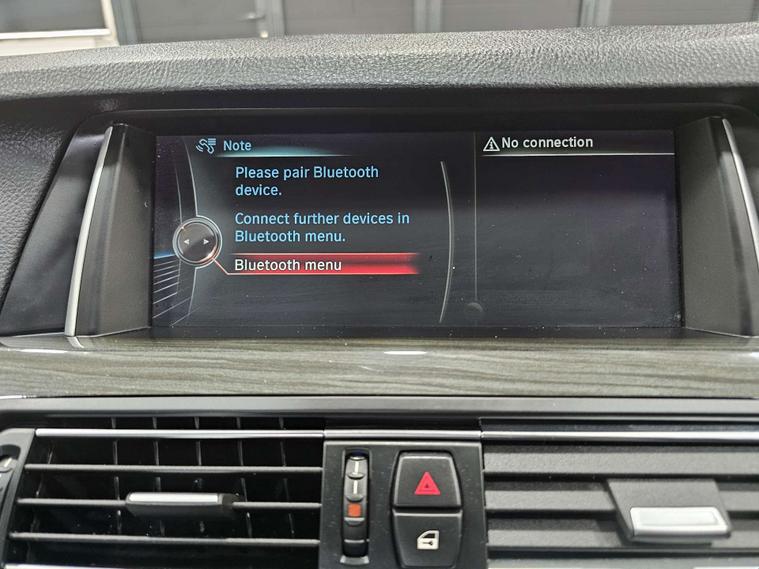 Note
Please pair Bluetooth
device.
Connect further devices in
Bluetooth menu.
Bluetooth menu
No connection